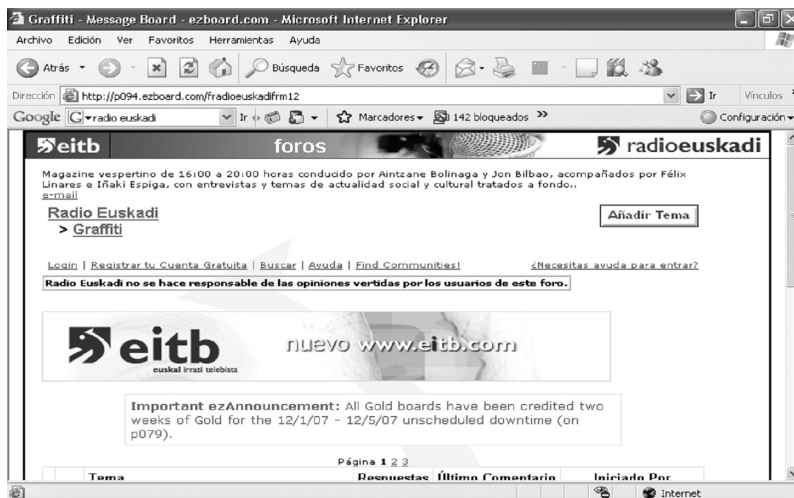 Graffiti - Message Board - ezboard.com - Microsoft Internet Explorer
Archivo Edición Ver Favoritos Herramientas Ayuda
Atrás Búsqueda Favoritos
Dirección http://p094.ezboard.com/fradioeuskadifrm12 Ir Vínculos
Google G radio euskadi Ir Marcadores 142 bloqueados » Configuración
eitb foros radioeuskadi
Magazine vespertino de 16:00 a 20:00 horas conducido por Aintzane Bolinaga y Jon Bilbao, acompañados por Félix
Linares e Iñaki Espiga, con entrevistas y temas de actualidad social y cultural tratados a fondo..
e-mail
Radio Euskadi Añadir Tema
> Graffiti
Login | Registrar tu Cuenta Gratuita | Buscar | Ayuda | Find Communities! ¿Necesitas ayuda para entrar?
Radio Euskadi no se hace responsable de las opiniones vertidas por los usuarios de este foro.
eitb nuevo www.eitb.com
euskal irrati telebista
Important ezAnnouncement: All Gold boards have been credited two
weeks of Gold for the 12/1/07 - 12/5/07 unscheduled downtime (on
p079).
Página 1 2 3
Tema Respuestas Último Comentario Iniciado Por
Internet